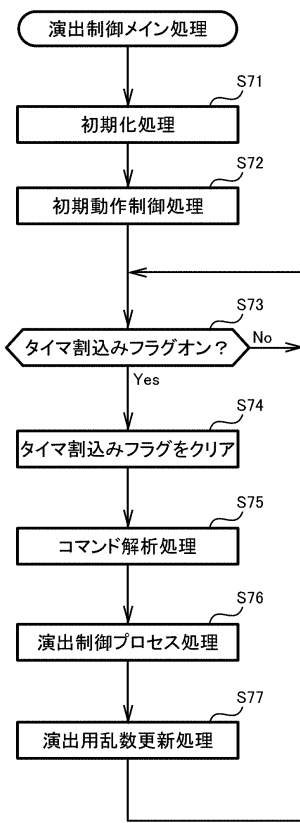 演出制御メイン処理
S71
初期化処理
S72
初期動作制御処理
S73
タイマ割込みフラグオン？
No
Yes
S74
タイマ割込みフラグをクリア
S75
コマンド解析処理
S76
演出制御プロセス処理
S77
演出用乱数更新処理